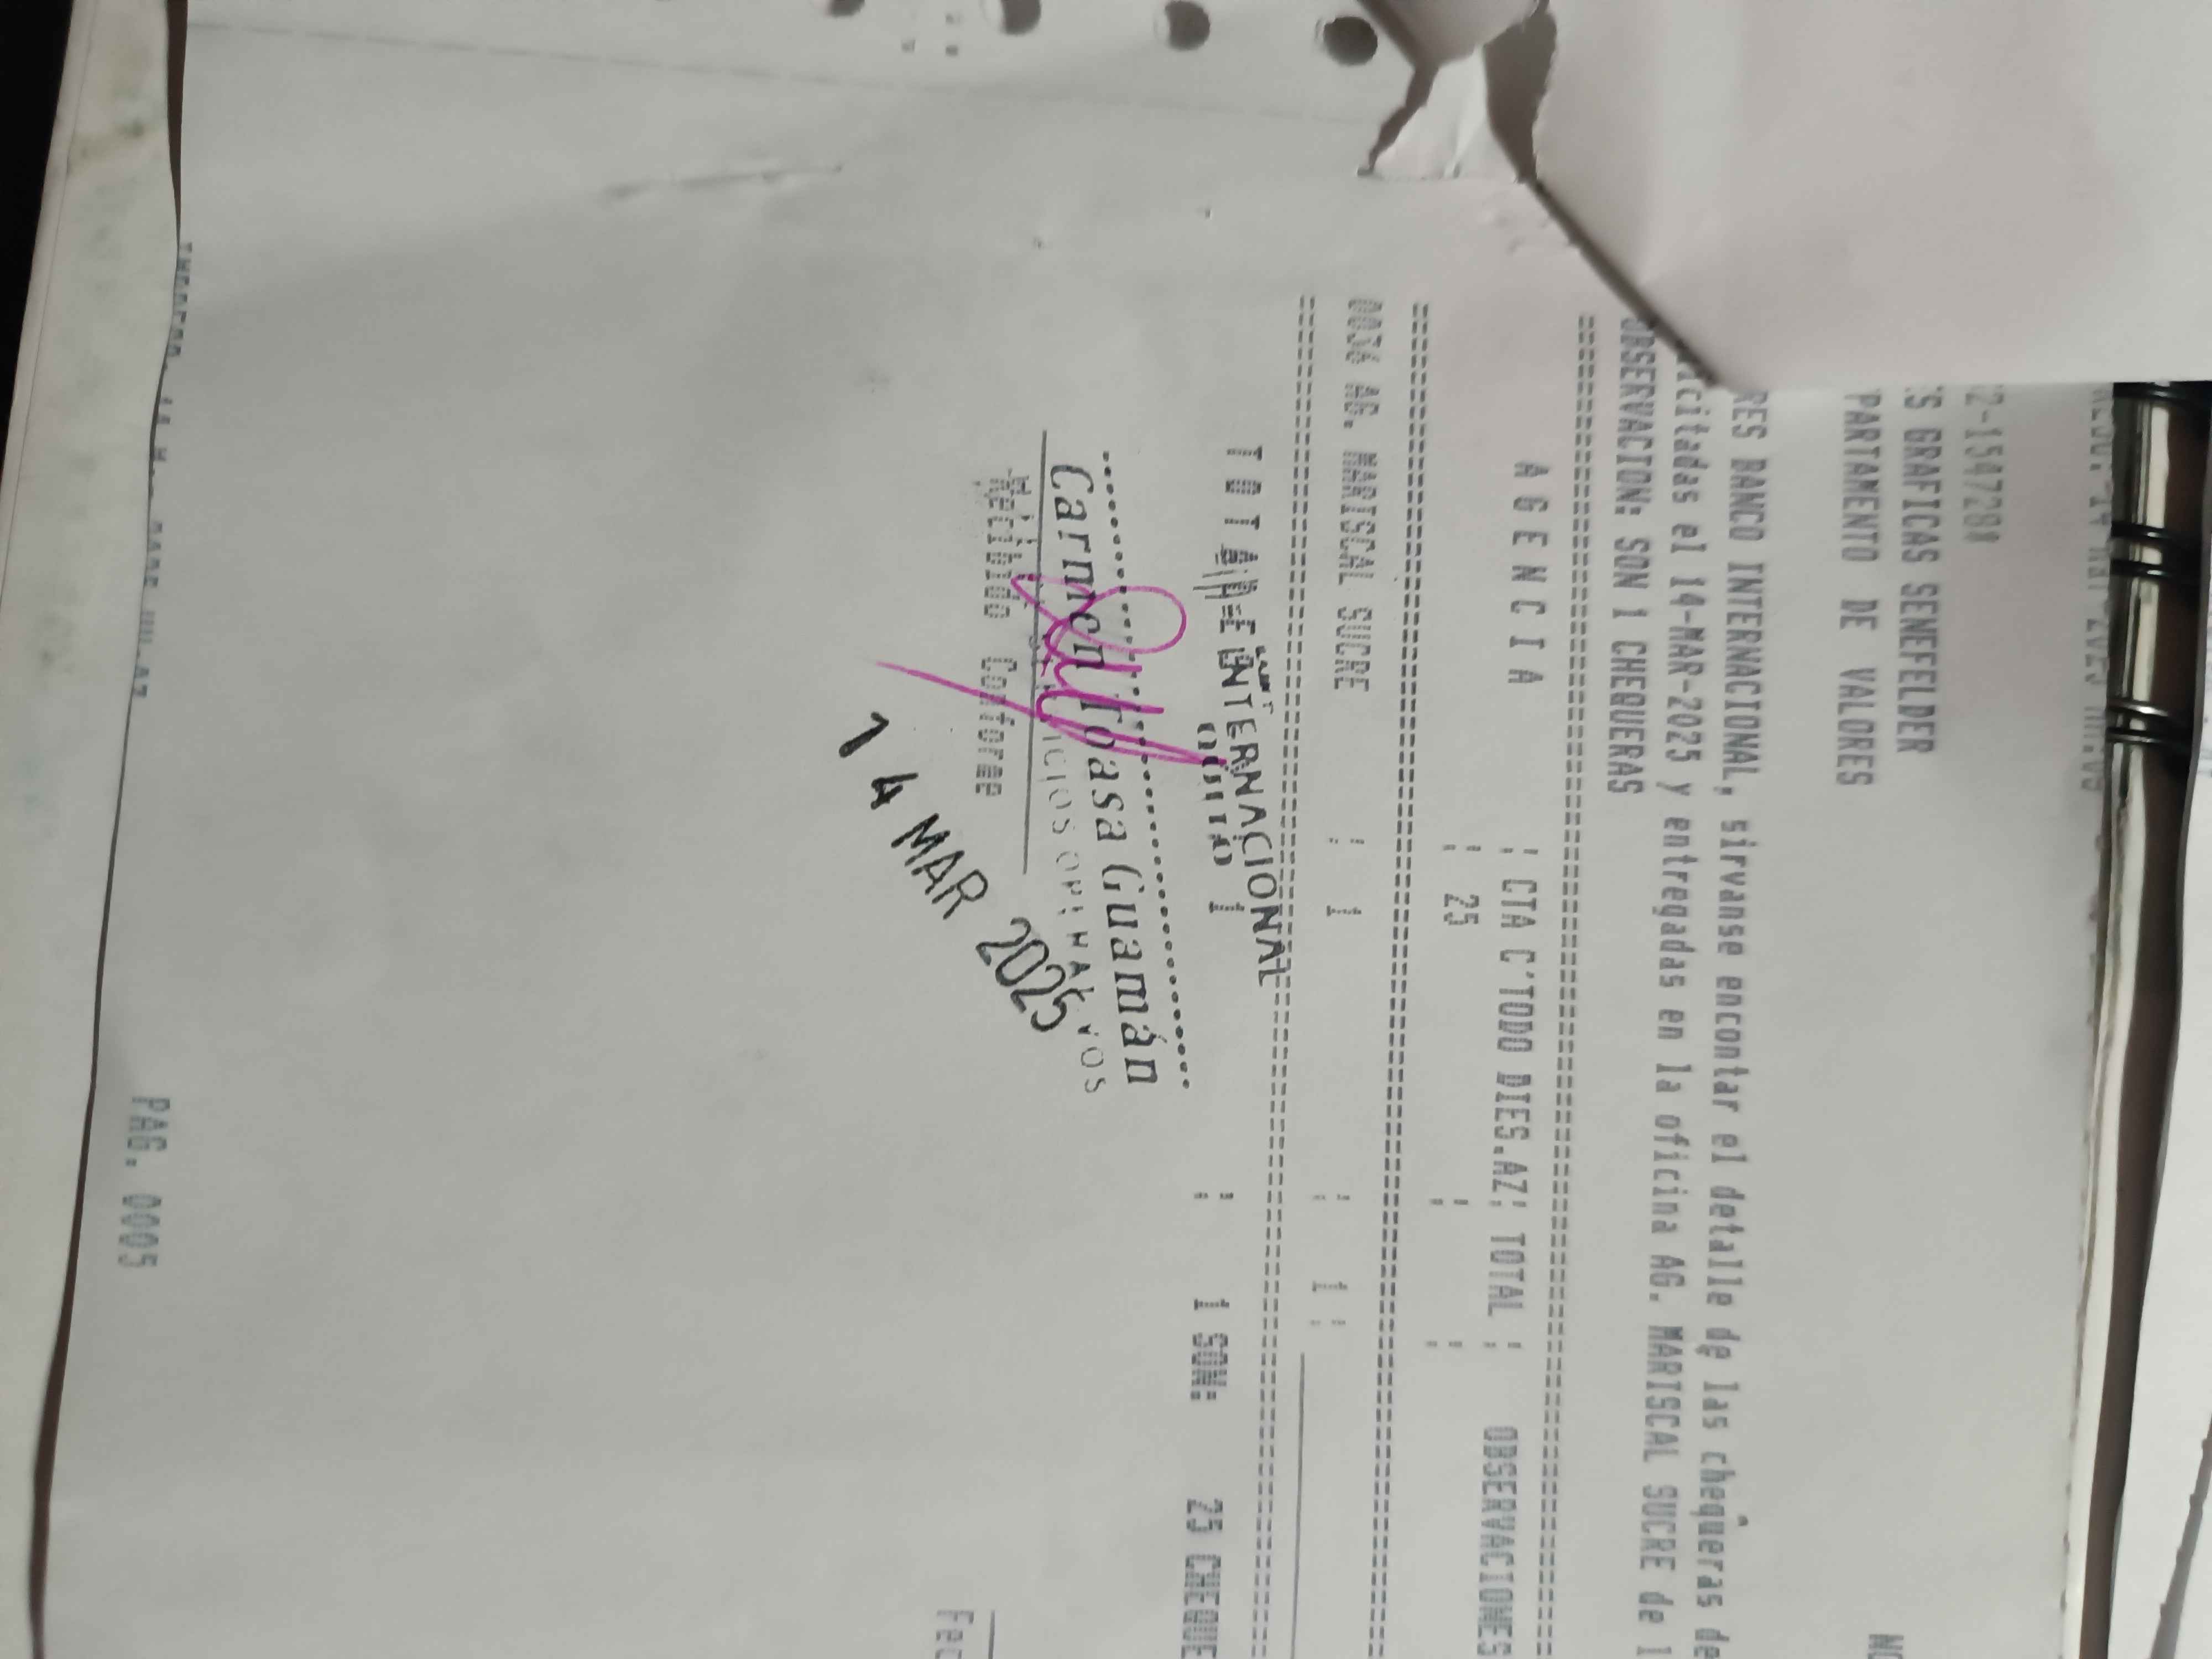 2-1547281
S GRAFICAS SENEFELDER
PARTAMENTO DE VALORES
RES BANCO INTERNACIONAL, sirvanse encontar el detalle de las chequeras de
icitadas el 14-MAR-2025 y entregadas en la oficina AG. MARISCAL SUCRE de l
OBSERVACION: SON 1 CHEQUERAS
A G E N C I A : CTA C'TODO DIES.AZ: TOTAL : OBSERVACIONES
: 25 : :
0036 AG. MARISCAL SUCRE : 1 : 1 :
T O T A 1 : 1 SON: 25 CHEQUE
INTERNACIONAL
QUITO
Carmen Tobasa Guamán
Recibido Conforme
14 MAR 2025
PAG. 0005